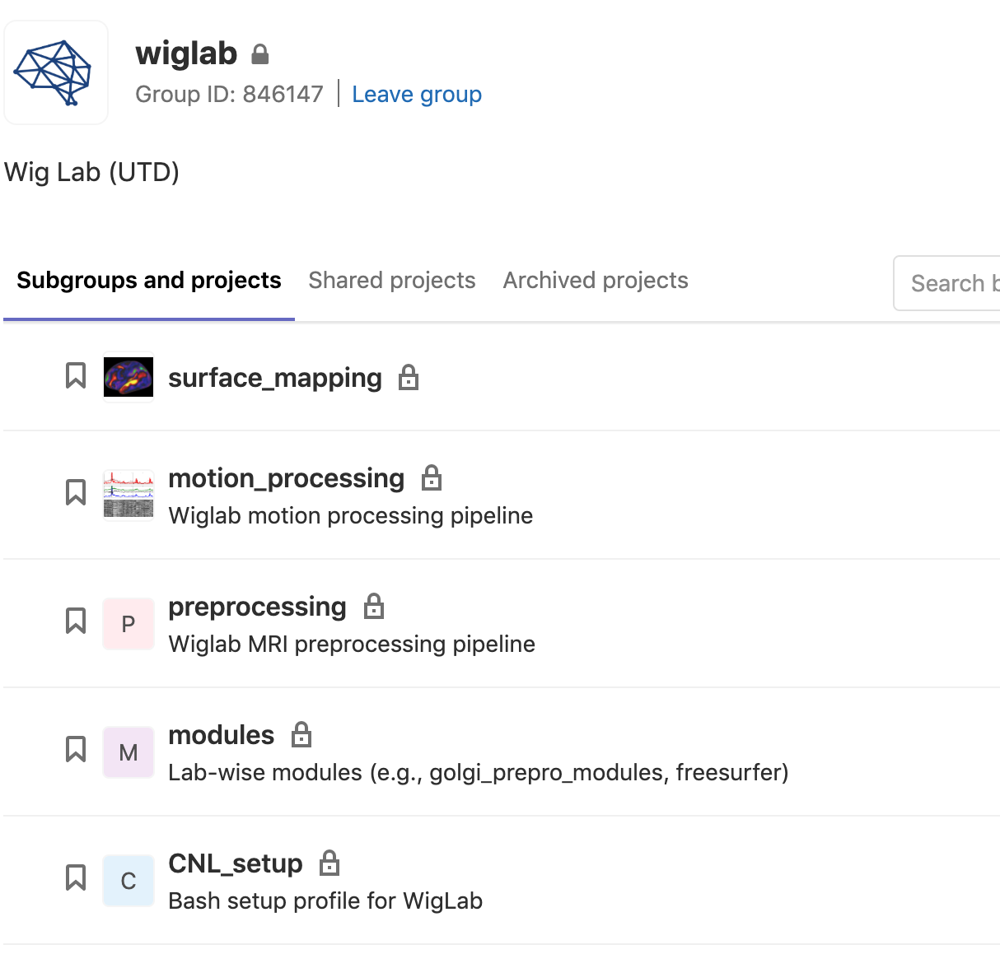 wiglab
Group ID: 846147 | Leave group
Wig Lab (UTD)
Subgroups and projects Shared projects Archived projects Search b
surface_mapping
motion_processing
Wiglab motion processing pipeline
P
preprocessing
Wiglab MRI preprocessing pipeline
M
modules
Lab-wise modules (e.g., golgi_prepro_modules, freesurfer)
C
CNL_setup
Bash setup profile for WigLab